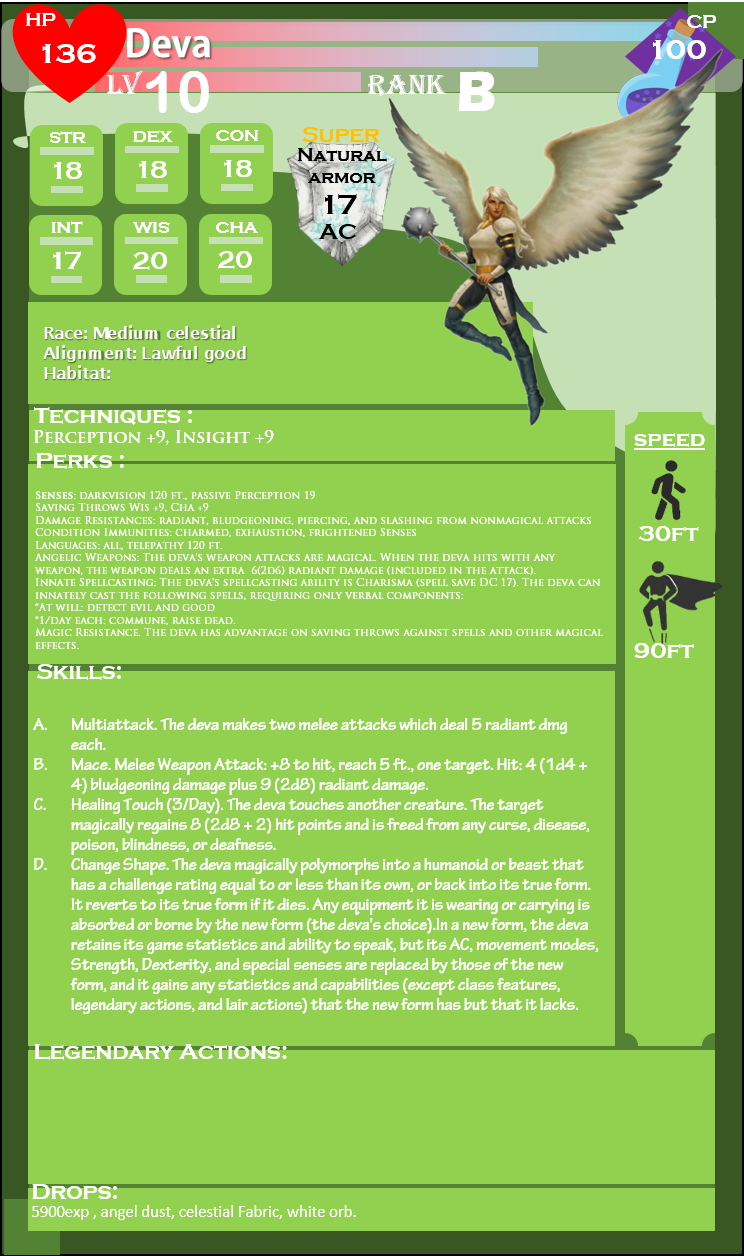 HP
136
Deva
CP
100
LV 10
RANK B
STR
18
DEX
18
CON
18
INT
17
WIS
20
CHA
20
Super
Natural
armor
17
AC
Race: Medium celestial
Alignment: Lawful good
Habitat:
Techniques :
Perception +9, Insight +9
Perks :
Senses: darkvision 120 ft., passive Perception 19
Saving Throws Wis +9, Cha +9
Damage Resistances: radiant, bludgeoning, piercing, and slashing from nonmagical attacks
Condition Immunities: charmed, exhaustion, frightened Senses
Languages: all, telepathy 120 ft.
Angelic Weapons: The deva's weapon attacks are magical. When the deva hits with any
weapon, the weapon deals an extra 6(2d6) radiant damage (included in the attack).
Innate Spellcasting: The deva's spellcasting ability is Charisma (spell save DC 17). The deva can
innately cast the following spells, requiring only verbal components:
*At will: detect evil and good
*1/day each: commune, raise dead.
Magic Resistance. The deva has advantage on saving throws against spells and other magical
effects.
Skills:
A. Multiattack. The deva makes two melee attacks which deal 5 radiant dmg
each.
B. Mace. Melee Weapon Attack: +8 to hit, reach 5 ft., one target. Hit: 4 (1d4 +
4) bludgeoning damage plus 9 (2d8) radiant damage.
C. Healing Touch (3/Day). The deva touches another creature. The target
magically regains 8 (2d8 + 2) hit points and is freed from any curse, disease,
poison, blindness, or deafness.
D. Change Shape. The deva magically polymorphs into a humanoid or beast that
has a challenge rating equal to or less than its own, or back into its true form.
It reverts to its true form if it dies. Any equipment it is wearing or carrying is
absorbed or borne by the new form (the deva's choice).In a new form, the deva
retains its game statistics and ability to speak, but its AC, movement modes,
Strength, Dexterity, and special senses are replaced by those of the new
form, and it gains any statistics and capabilities (except class features,
legendary actions, and lair actions) that the new form has but that it lacks.
SPEED
30FT
90FT
Legendary Actions:
Drops:
5900exp , angel dust, celestial Fabric, white orb.